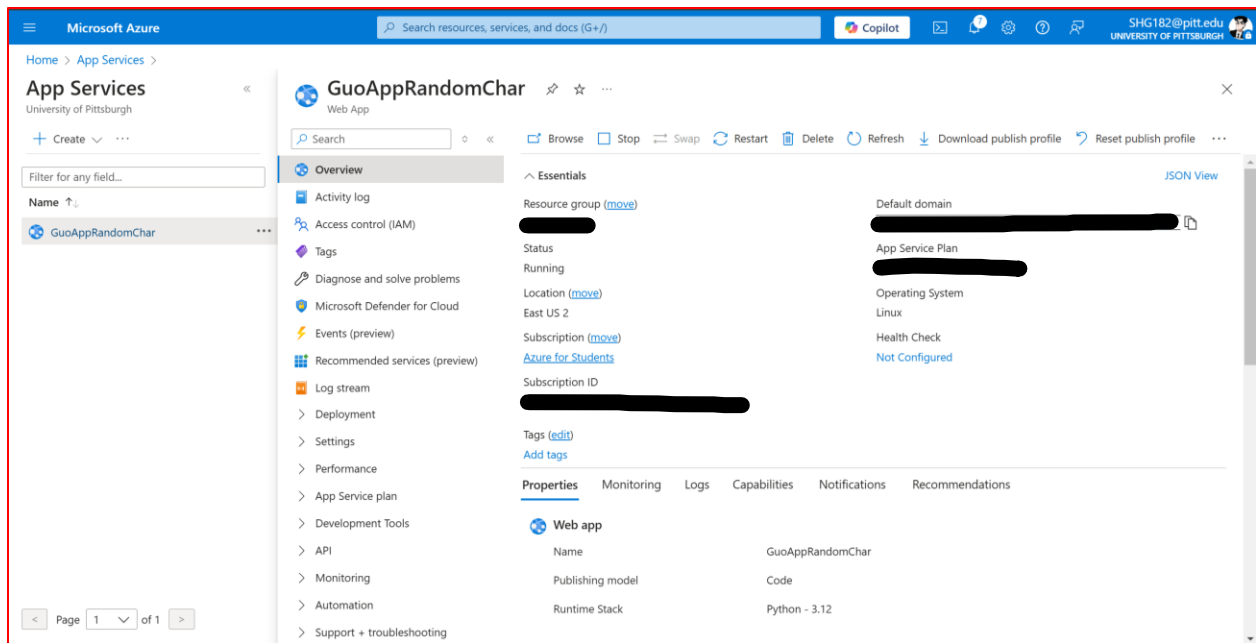 Microsoft Azure
Search resources, services, and docs (G+/)
Copilot
7
SHG182@pitt.edu
UNIVERSITY OF PITTSBURGH
Home > App Services >
App Services
University of Pittsburgh
+ Create
Filter for any field...
Name ↑↓
GuoAppRandomChar
Page 1 of 1
GuoAppRandomChar
Web App
Search
Overview
Activity log
Access control (IAM)
Tags
Diagnose and solve problems
Microsoft Defender for Cloud
Events (preview)
Recommended services (preview)
Log stream
Deployment
Settings
Performance
App Service plan
Development Tools
API
Monitoring
Automation
Support + troubleshooting
Browse Stop Swap Restart Delete Refresh Download publish profile Reset publish profile
Essentials JSON View
Resource group (move)
Status
Running
Location (move)
East US 2
Subscription (move)
Azure for Students
Subscription ID
Default domain
App Service Plan
Operating System
Linux
Health Check
Not Configured
Tags (edit)
Add tags
Properties Monitoring Logs Capabilities Notifications Recommendations
Web app
Name GuoAppRandomChar
Publishing model Code
Runtime Stack Python - 3.12